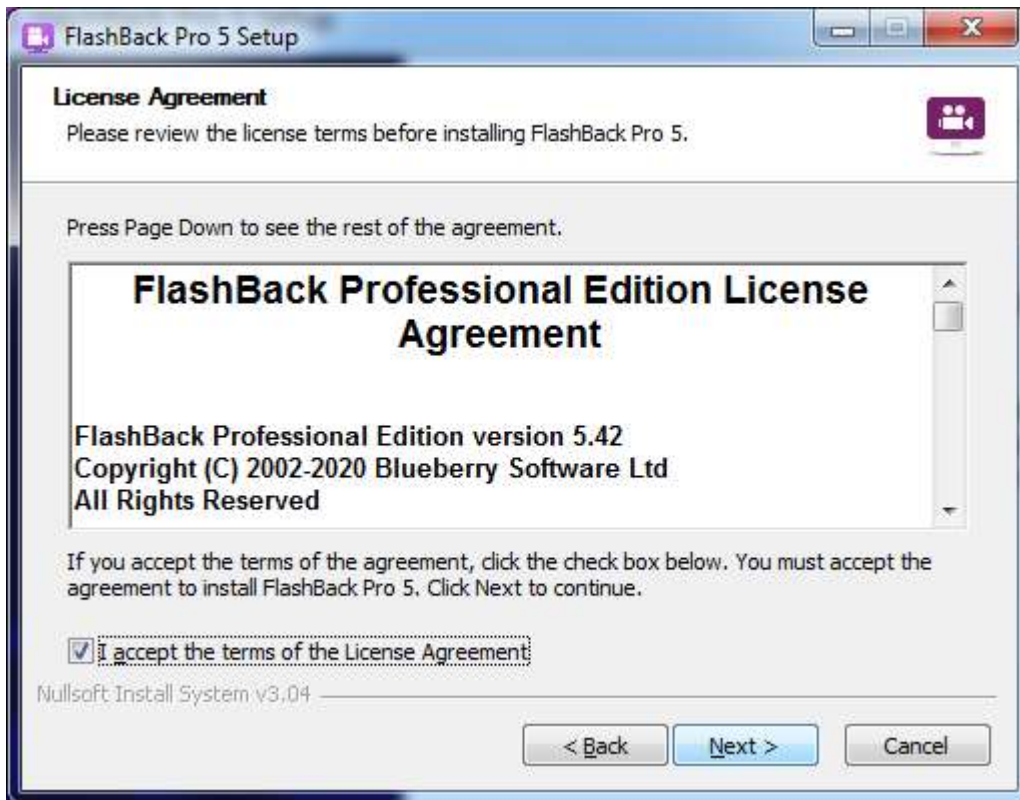 FlashBack Pro 5 Setup
License Agreement
Please review the license terms before installing FlashBack Pro 5.
Press Page Down to see the rest of the agreement.
FlashBack Professional Edition License
Agreement
FlashBack Professional Edition version 5.42
Copyright (C) 2002-2020 Blueberry Software Ltd
All Rights Reserved
If you accept the terms of the agreement, click the check box below. You must accept the
agreement to install FlashBack Pro 5. Click Next to continue.
I accept the terms of the License Agreement
Nullsoft Install System v3.04
< Back Next > Cancel